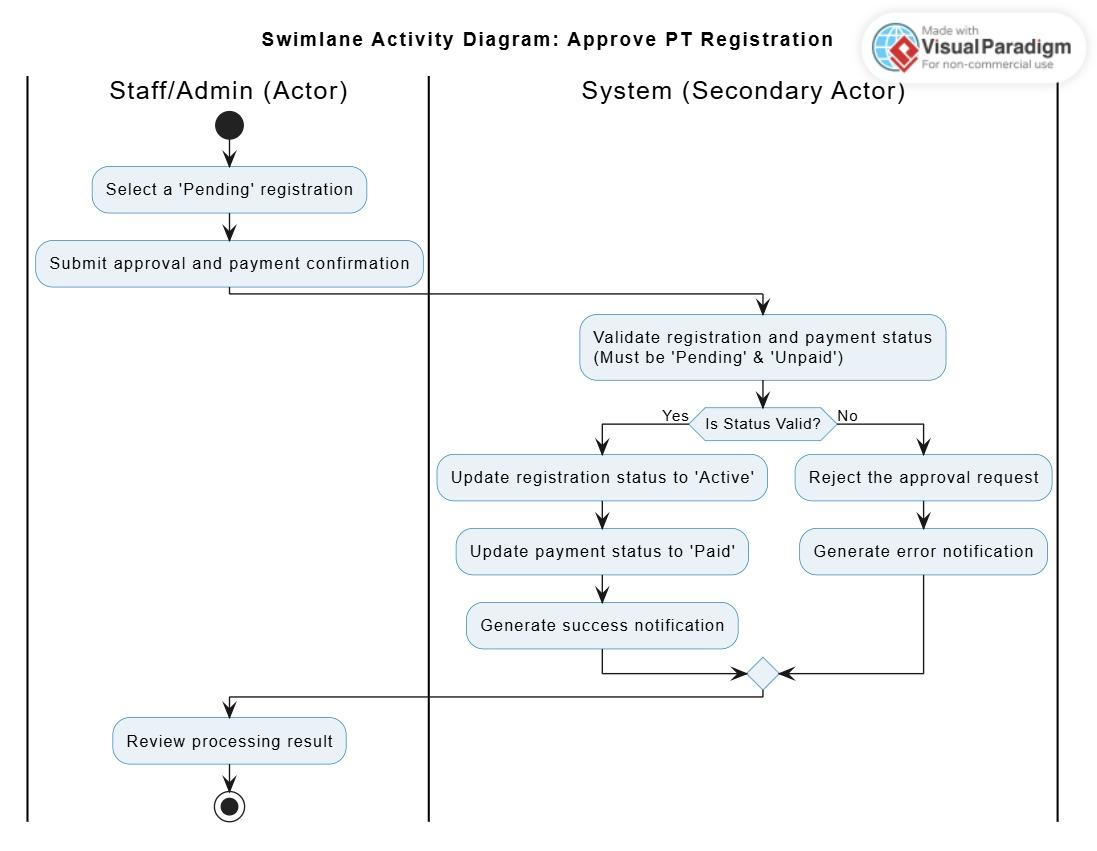 Swimlane Activity Diagram: Approve PT Registration
Made with
Visual Paradigm
For non-commercial use
Staff/Admin (Actor)
System (Secondary Actor)
Select a 'Pending' registration
Submit approval and payment confirmation
Validate registration and payment status
(Must be 'Pending' & 'Unpaid')
Yes
Is Status Valid?
No
Update registration status to 'Active'
Reject the approval request
Update payment status to 'Paid'
Generate error notification
Generate success notification
Review processing result